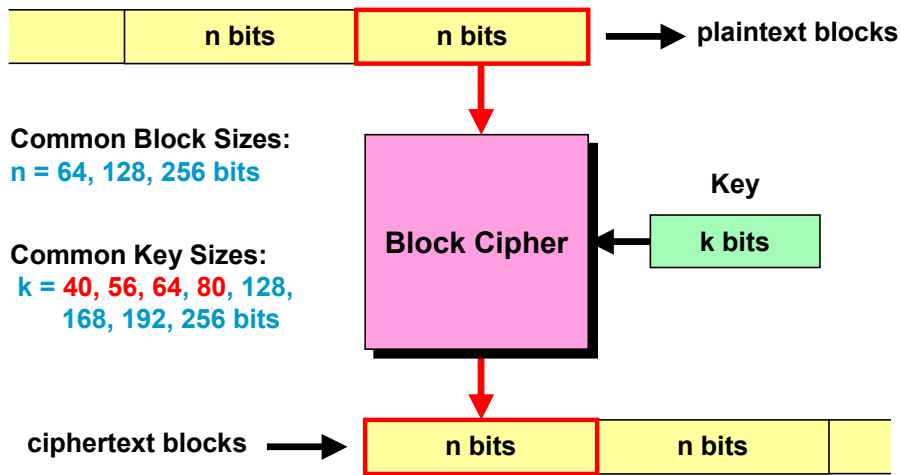 n bits
n bits
plaintext blocks
Common Block Sizes:
n = 64, 128, 256 bits
Key
Block Cipher
k bits
Common Key Sizes:
k = 40, 56, 64, 80, 128,
168, 192, 256 bits
ciphertext blocks
n bits
n bits